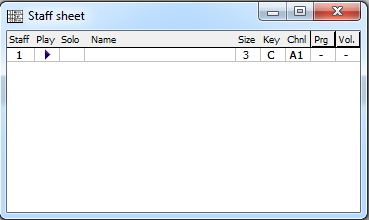 Staff sheet
Staff Play Solo Name Size Key Chnl Prg Vol.
1 3 C A1 - -